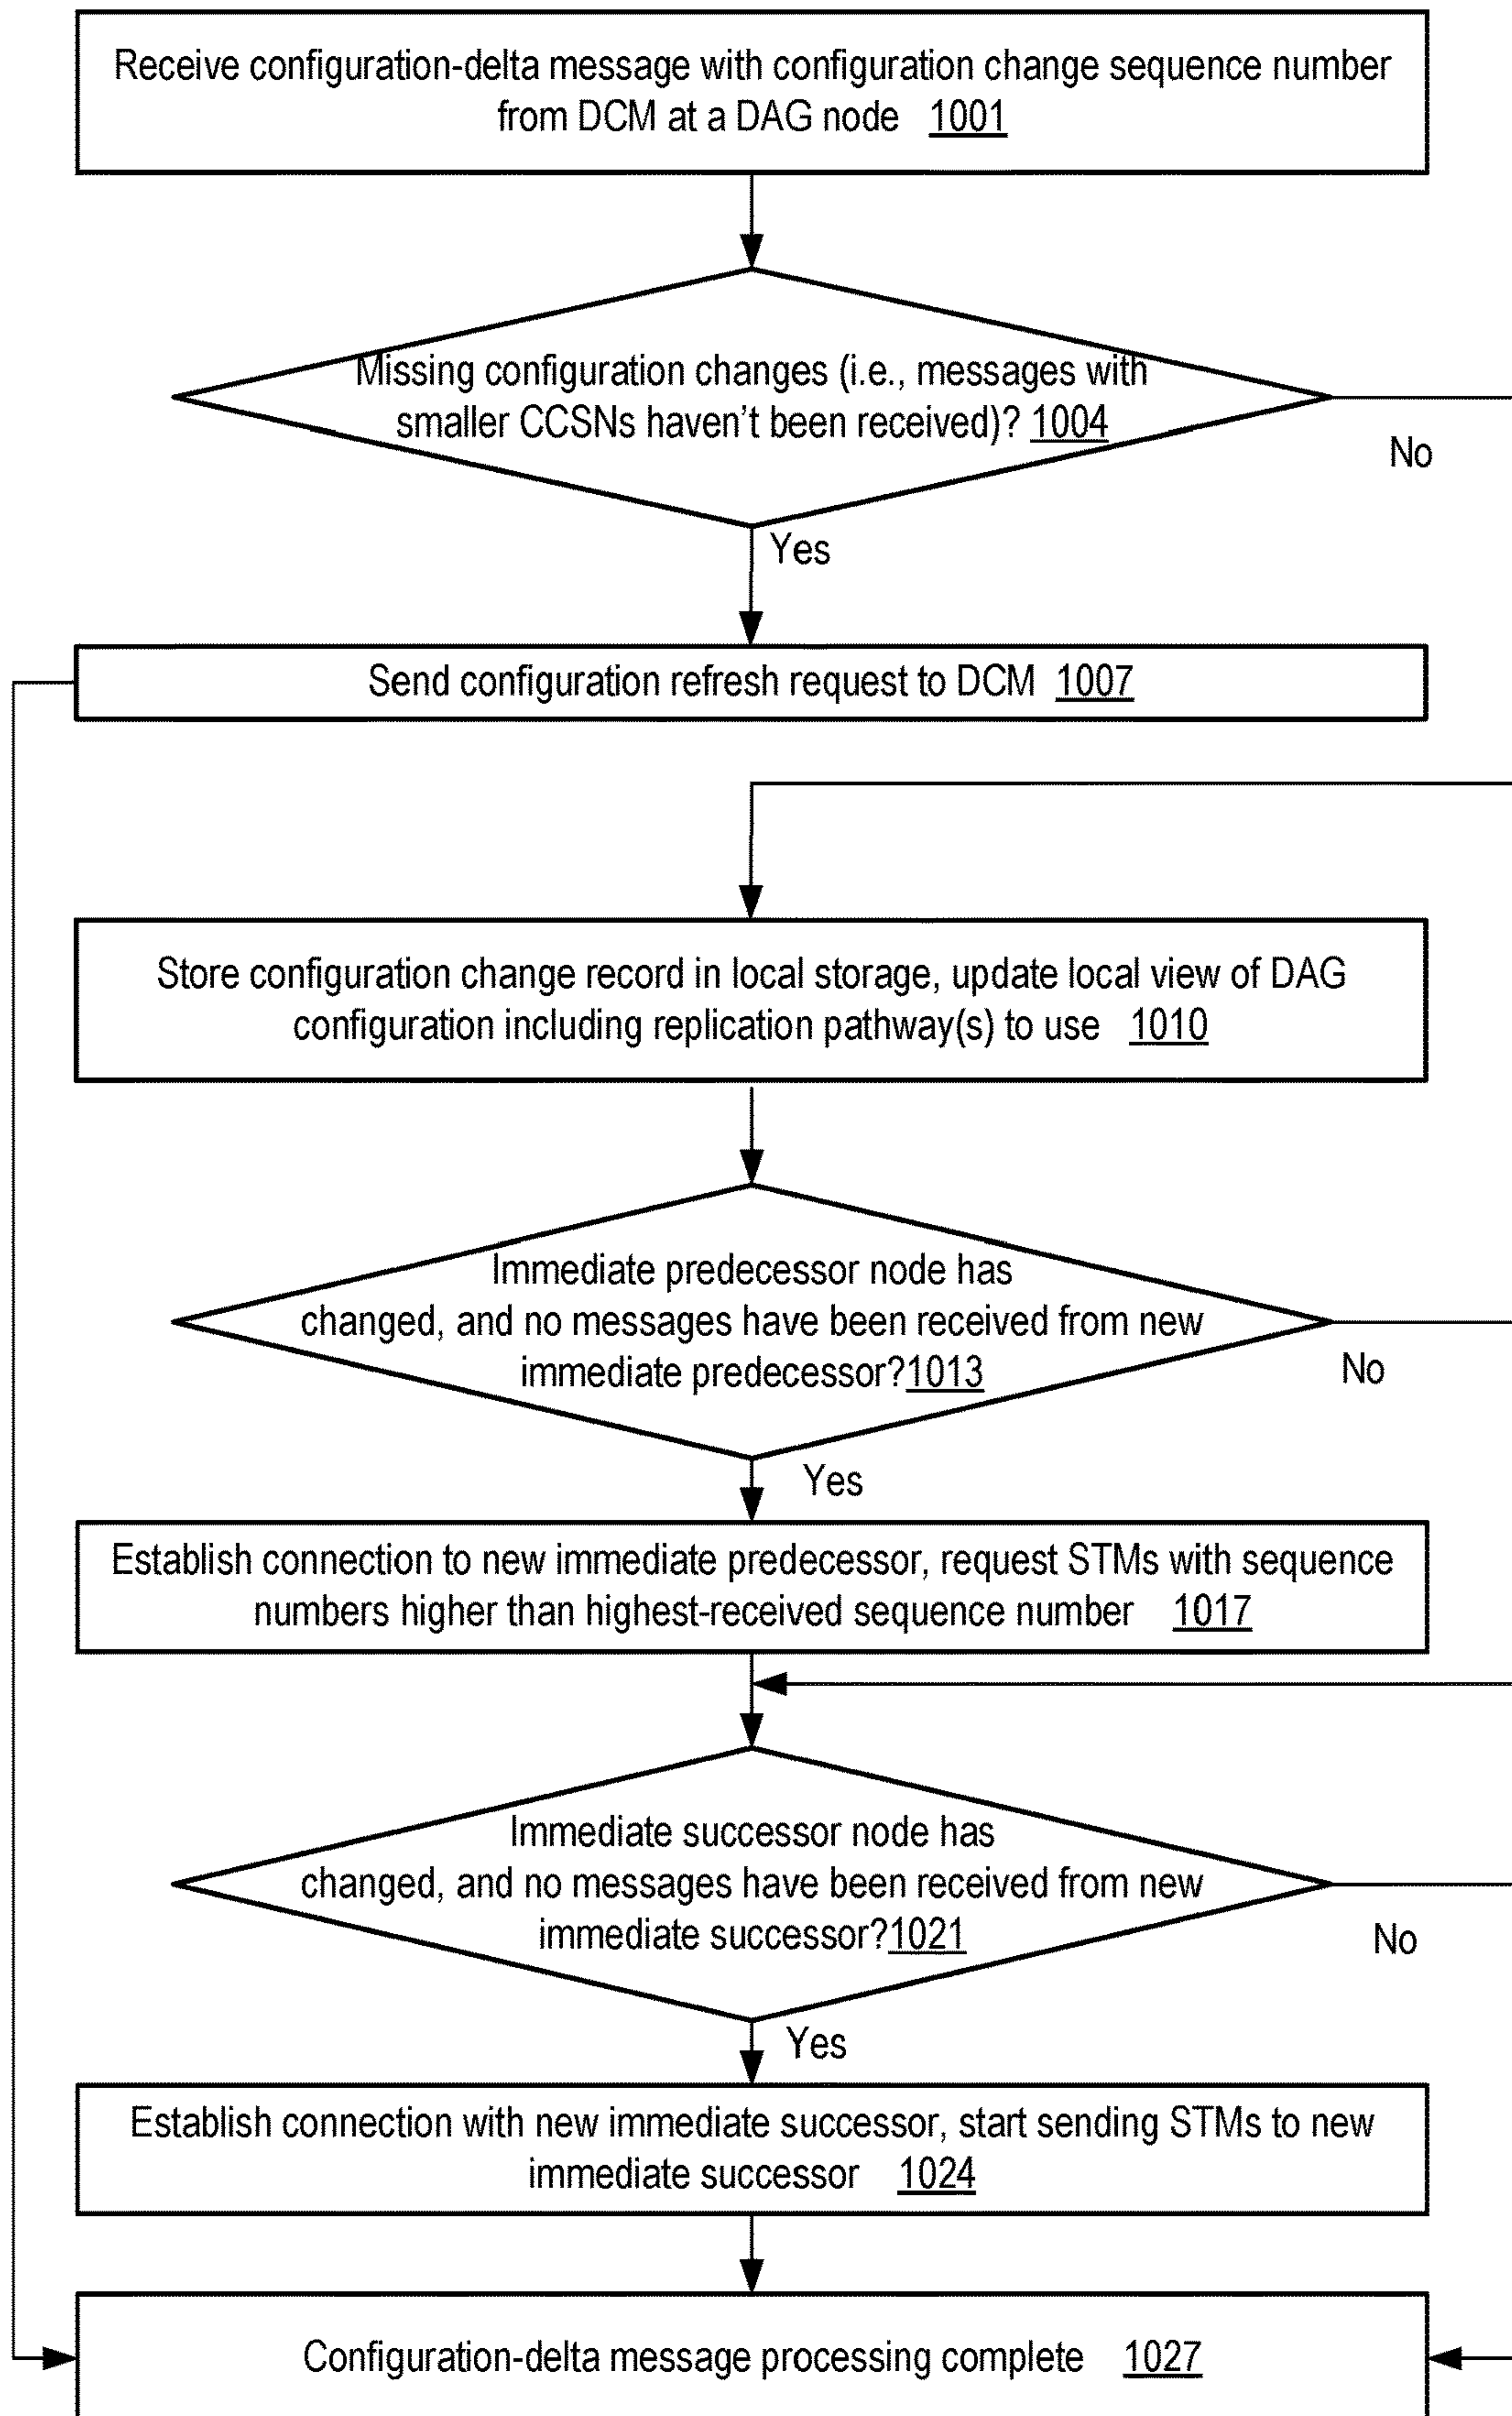 Receive configuration-delta message with configuration change sequence number
from DCM at a DAG node 1001
Missing configuration changes (i.e., messages with
smaller CCSNs haven't been received)? 1004
No
Yes
Send configuration refresh request to DCM 1007
Store configuration change record in local storage, update local view of DAG
configuration including replication pathway(s) to use 1010
Immediate predecessor node has
changed, and no messages have been received from new
immediate predecessor?1013
No
Yes
Establish connection to new immediate predecessor, request STMs with sequence
numbers higher than highest-received sequence number 1017
Immediate successor node has
changed, and no messages have been received from new
immediate successor?1021
No
Yes
Establish connection with new immediate successor, start sending STMs to new
immediate successor 1024
Configuration-delta message processing complete 1027